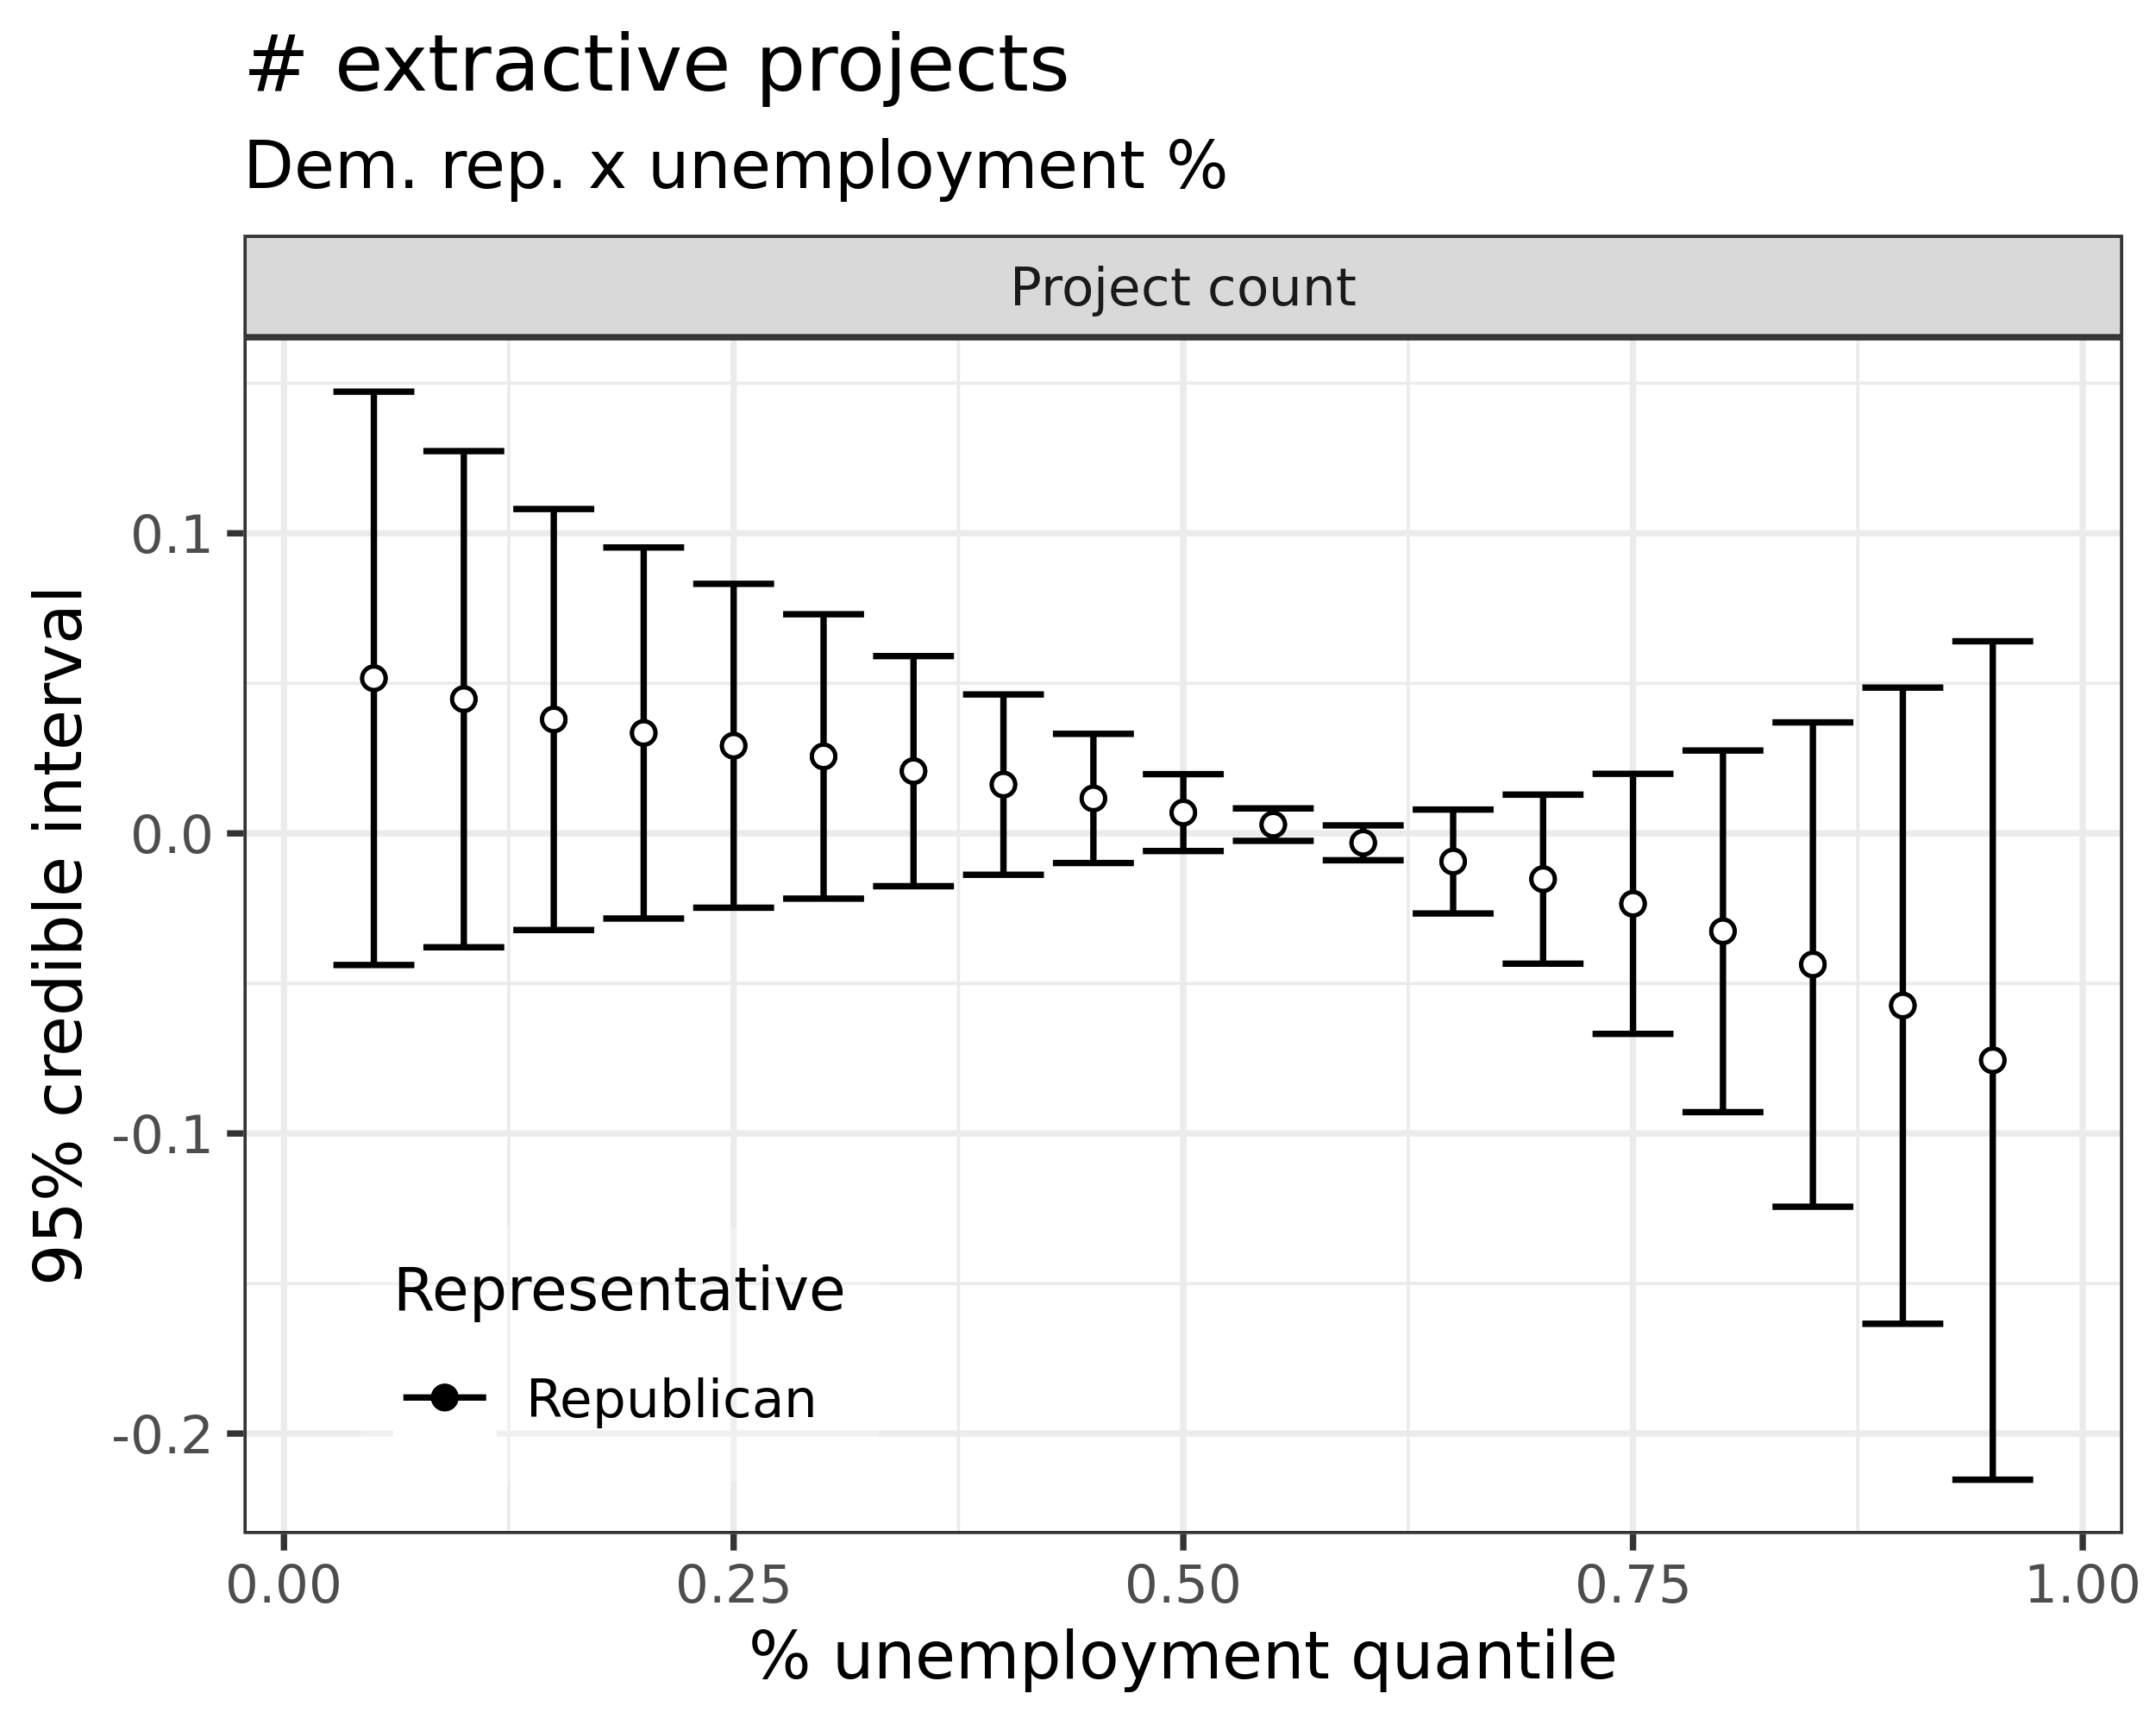 # extractive projects
Dem. rep. x unemployment %
Project count
95% credible interval
0.1
0.0
-0.1
-0.2
Representative
Republican
0.00 0.25 0.50 0.75 1.00
% unemployment quantile